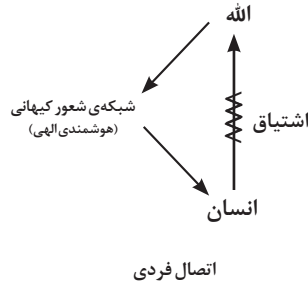 الله
شبکه‌ی شعور کیهانی
(هوشمندی الهی)
اشتیاق
انسان
اتصال فردی